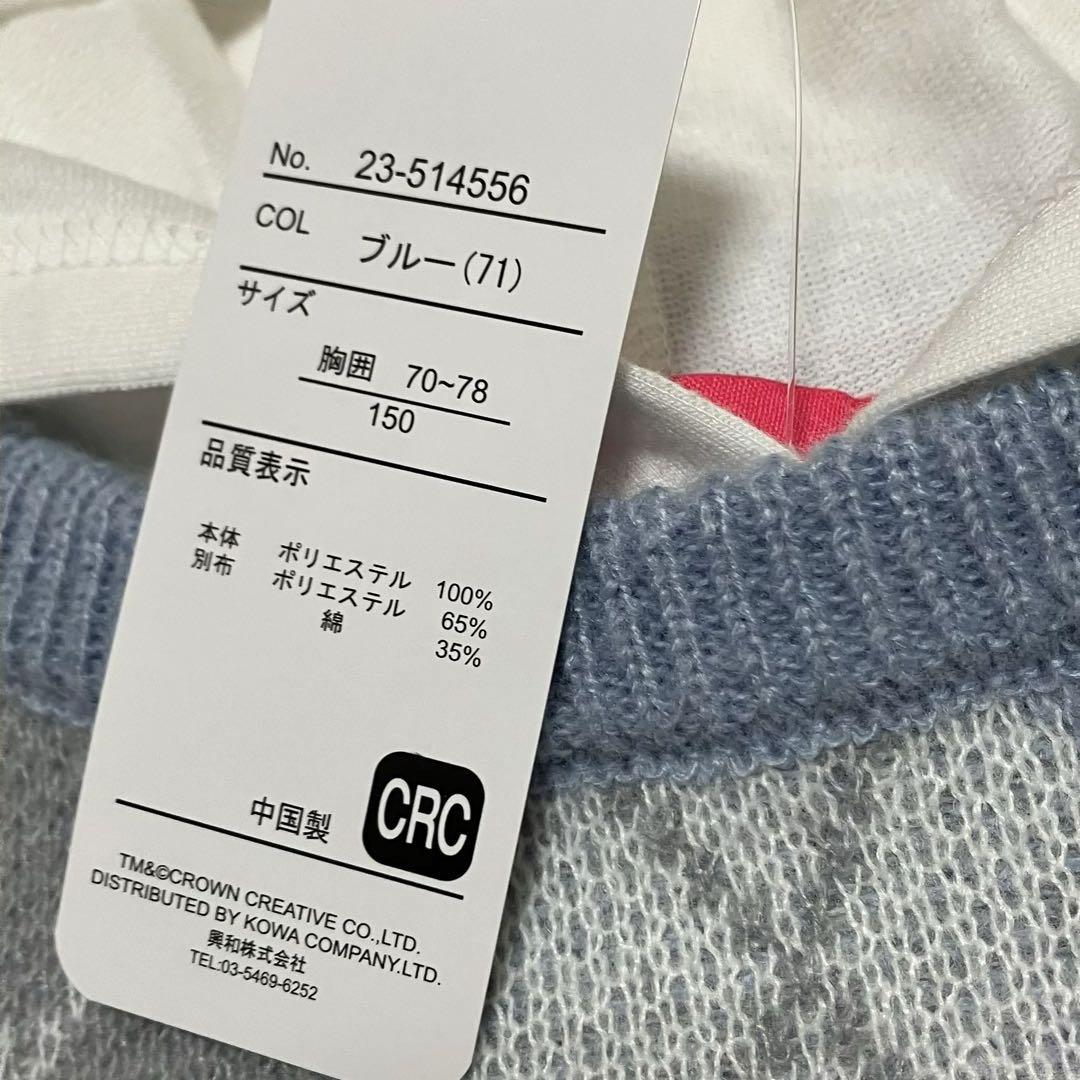 No. 23-514556
COL ブルー(71)
サイズ
胸囲 70~78
150
品質表示
本体 ポリエステル 100%
別布 ポリエステル 65%
綿 35%
中国製 CRC
TM&©CROWN CREATIVE CO.,LTD.
DISTRIBUTED BY KOWA COMPANY.LTD.
興和株式会社
TEL:03-5469-6252